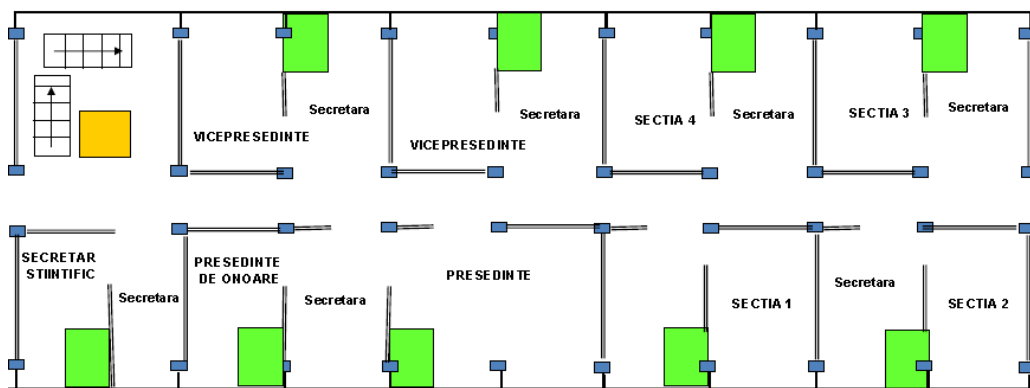 VICEPRESEDINTE
Secretara
VICEPRESEDINTE
Secretara
SECTIA 4
Secretara
SECTIA 3
Secretara
SECRETAR
STIINTIFIC
Secretara
PRESEDINTE
DE ONOARE
Secretara
PRESEDINTE
SECTIA 1
Secretara
SECTIA 2